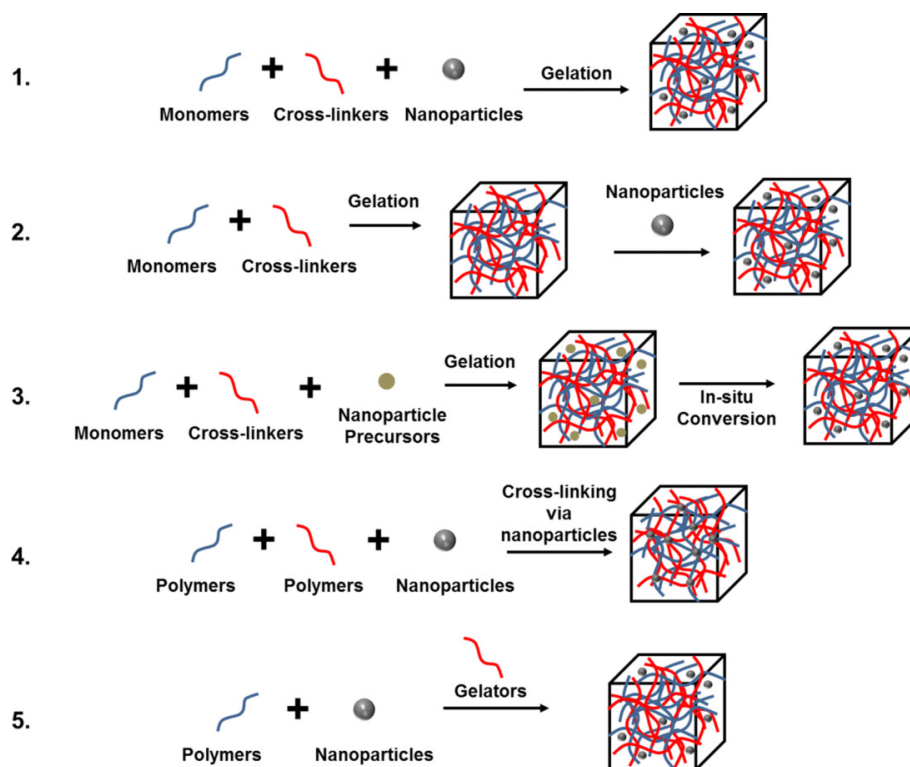 1.
Monomers
Cross-linkers
Nanoparticles
Gelation
2.
Monomers
Cross-linkers
Gelation
Nanoparticles
3.
Monomers
Cross-linkers
Nanoparticle
Precursors
Gelation
In-situ
Conversion
4.
Polymers
Polymers
Nanoparticles
Cross-linking
via
nanoparticles
5.
Polymers
Nanoparticles
Gelators